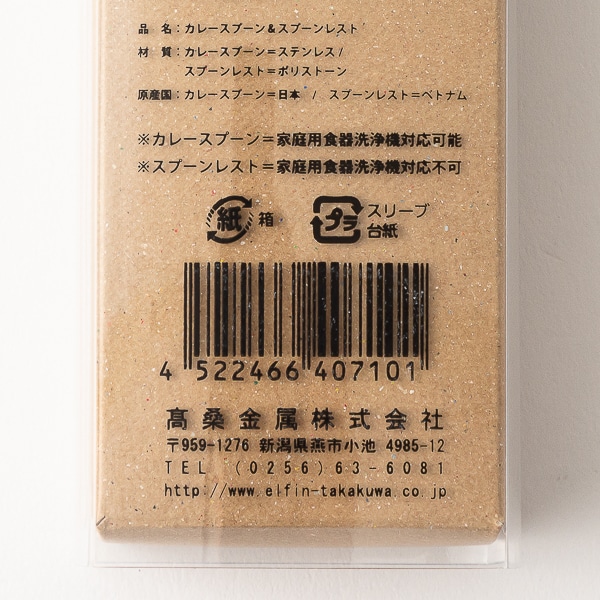 品 名:カレースプーン&スプーンレスト
材 質:カレースプーン=ステンレス/
スプーンレスト=ポリストーン
原産国:カレースプーン=日本 / スプーンレスト=ベトナム
※カレースプーン=家庭用食器洗浄機対応可能
※スプーンレスト=家庭用食器洗浄機対応不可
紙 箱 プラ スリーブ
台紙
4 522466 407101
髙桑金属株式会社
〒959-1276 新潟県燕市小池 4985-12
TEL (0256)63-6081
http://www.elfin-takakuwa.co.jp